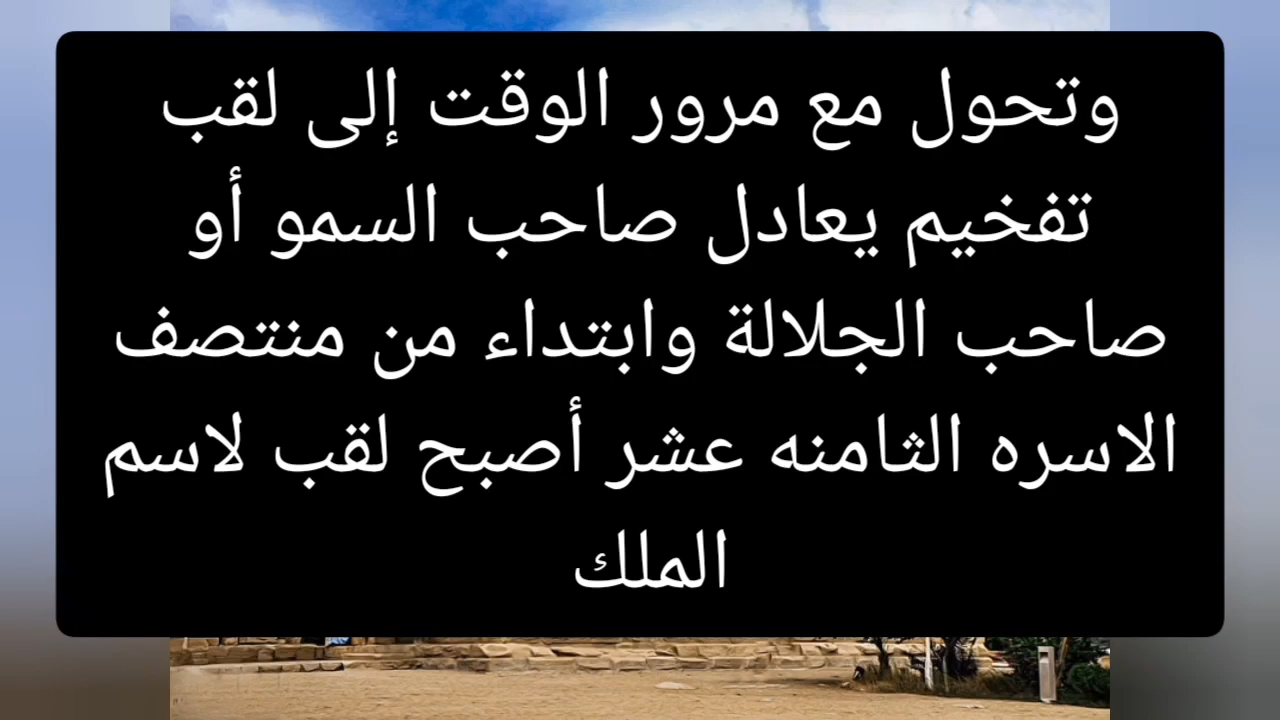 وتحول مع مرور الوقت إلى لقب
تفخيم يعادل صاحب السمو أو
صاحب الجلالة وابتداء من منتصف
الاسره الثامنه عشر أصبح لقب لاسم
الملك